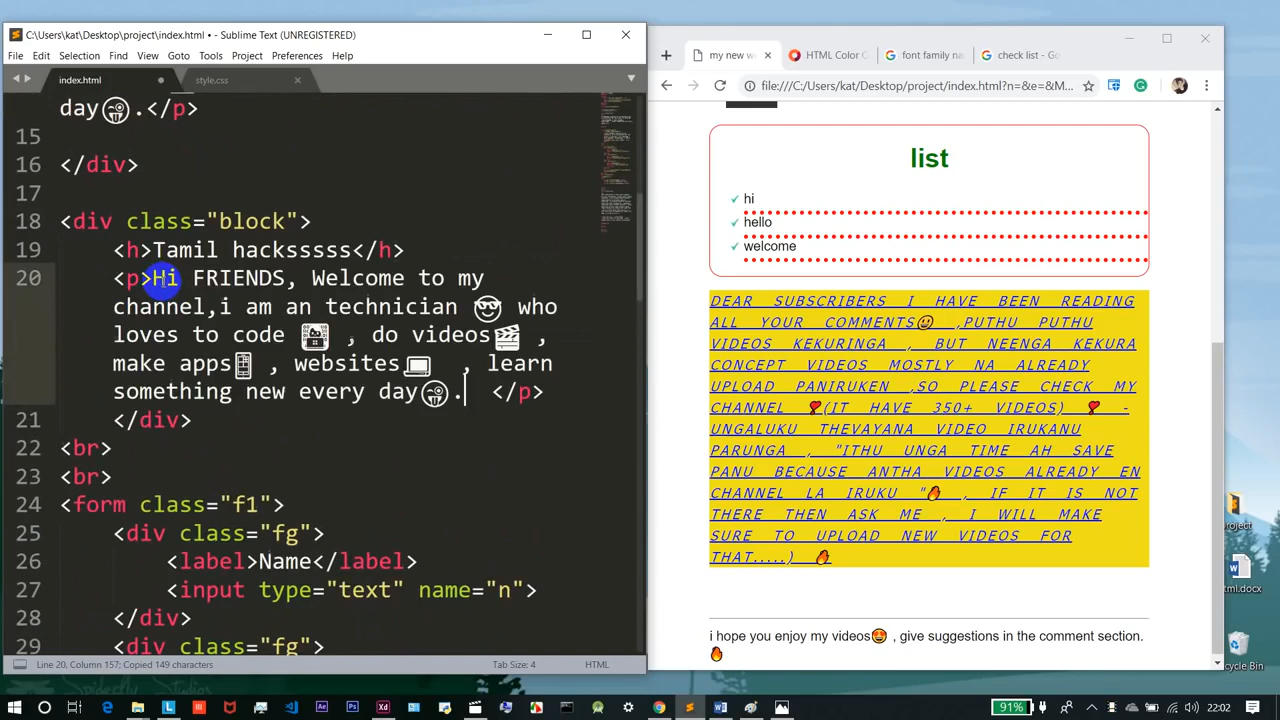 C:\Users\kat\Desktop\project\index.html • - Sublime Text (UNREGISTERED)
File Edit Selection Find View Goto Tools Project Preferences Help
index.html
style.css
day😜.</p>
15
16 </div>
17
18 <div class="block">
19 <h>Tamil hacksssss</h>
20 <p>Hi FRIENDS, Welcome to my
channel,i am an technician 😎 who
loves to code , do videos🎬 ,
make apps📱 , websites💻 , learn
something new every day😜. </p>
21 </div>
22 <br>
23 <br>
24 <form class="f1">
25 <div class="fg">
26 <label>Name</label>
27 <input type="text" name="n">
28 </div>
29 <div class="fg">
Line 20, Column 157; Copied 149 characters
Tab Size: 4
HTML
my new w
HTML Color C
font family na
check list - Go
file:///C:/Users/kat/Desktop/project/index.html?n=&e=&M...
list
hi
hello
welcome
DEAR SUBSCRIBERS I HAVE BEEN READING
ALL YOUR COMMENTS😃 ,PUTHU PUTHU
VIDEOS KEKURINGA , BUT NEENGA KEKURA
CONCEPT VIDEOS MOSTLY NA ALREADY
UPLOAD PANIRUKEN ,SO PLEASE CHECK MY
CHANNEL ❣(IT HAVE 350+ VIDEOS) ❣ -
UNGALUKU THEVAYANA VIDEO IRUKANU
PARUNGA , "ITHU UNGA TIME AH SAVE
PANU BECAUSE ANTHA VIDEOS ALREADY EN
CHANNEL LA IRUKU "🔥 , IF IT IS NOT
THERE THEN ASK ME , I WILL MAKE
SURE TO UPLOAD NEW VIDEOS FOR
THAT.....) 🔥
i hope you enjoy my videos🤩 , give suggestions in the comment section.
🔥
project
tml.docx
ecycle Bin
91%
22:02